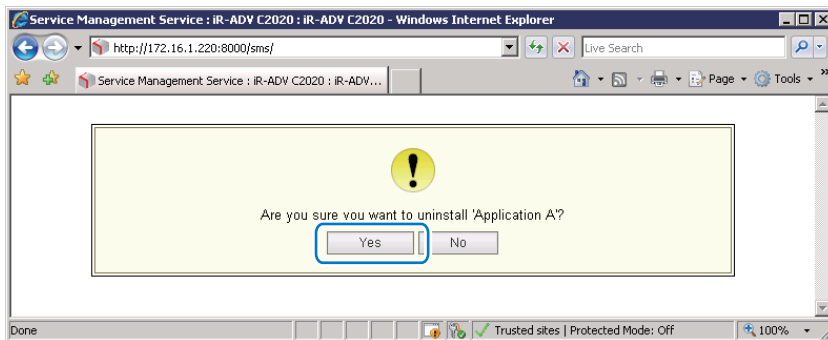 Service Management Service : iR-ADV C2020 : iR-ADV C2020 - Windows Internet Explorer
http://172.16.1.220:8000/sms/
Live Search
Service Management Service : iR-ADV C2020 : iR-ADV...
Page
Tools
Are you sure you want to uninstall 'Application A'?
Yes
No
Done
Trusted sites | Protected Mode: Off
100%